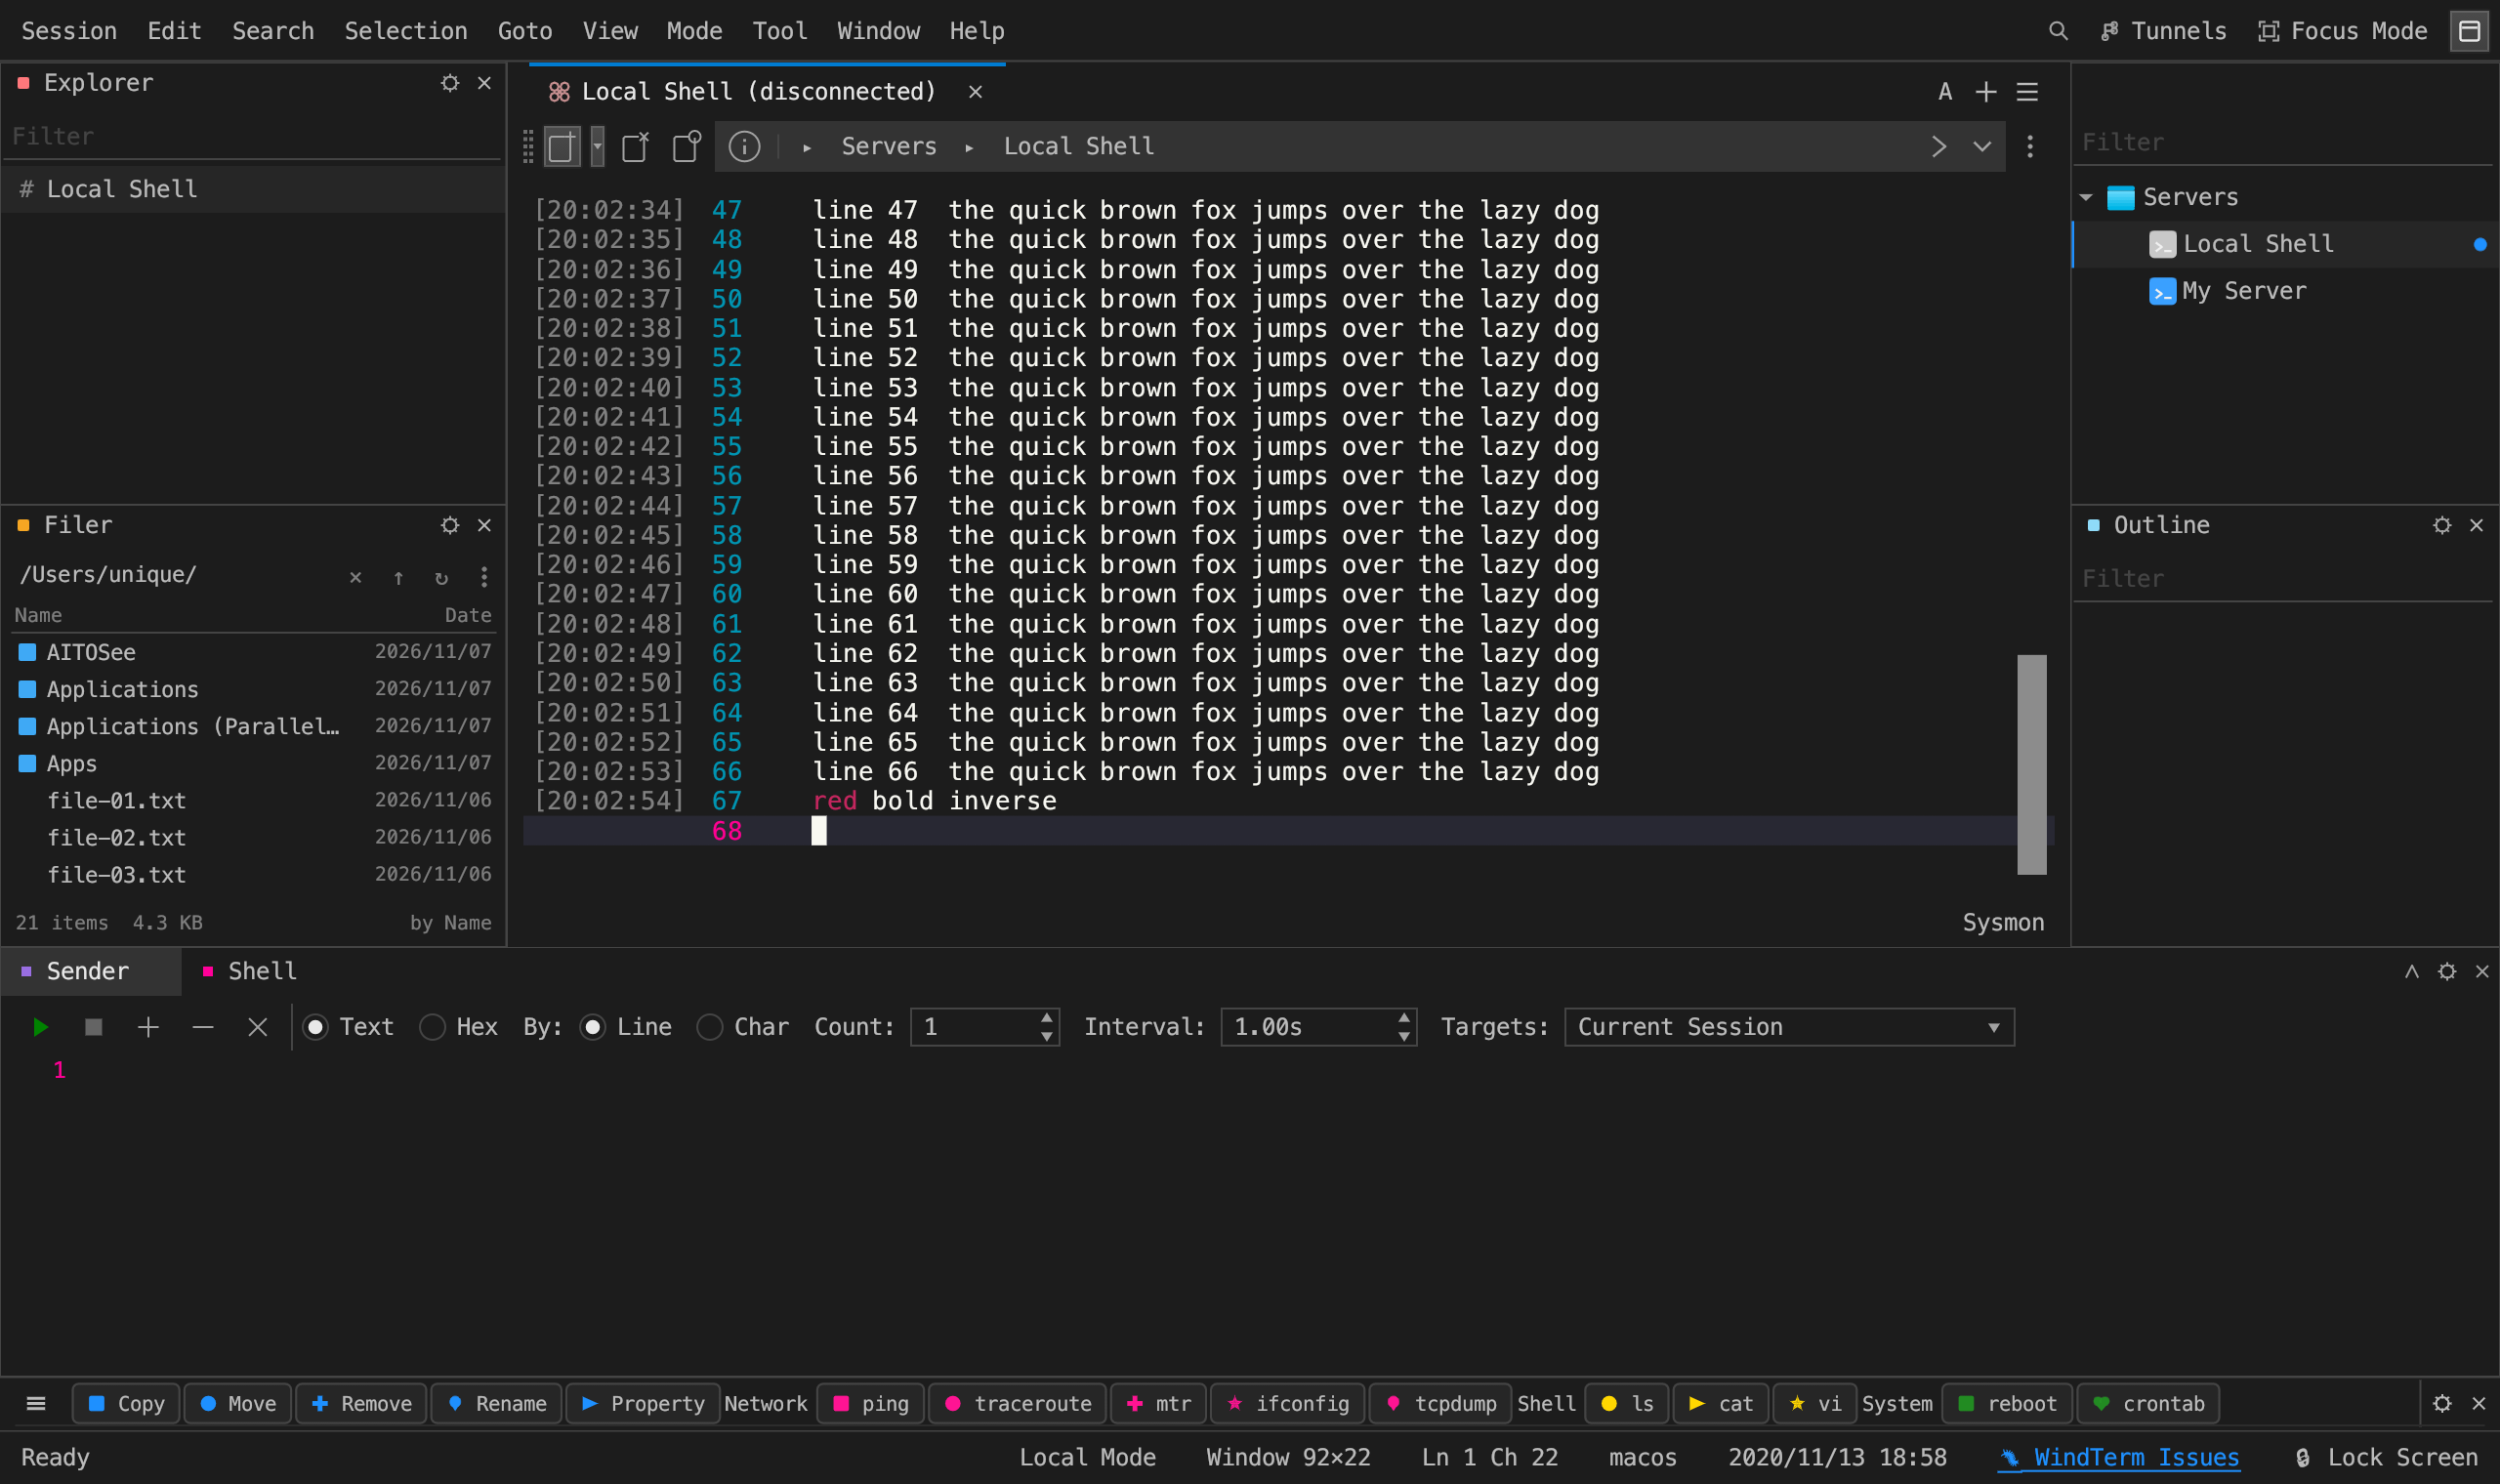 Session Edit Search Selection Goto View Mode Tool Window Help Tunnels Focus Mode
Explorer
Filter
# Local Shell
Filer
/Users/unique/
Name Date
AITOSee 2026/11/07
Applications 2026/11/07
Applications (Parallel… 2026/11/07
Apps 2026/11/07
file-01.txt 2026/11/06
file-02.txt 2026/11/06
file-03.txt 2026/11/06
21 items 4.3 KB by Name
Local Shell (disconnected) A
Servers Local Shell
[20:02:34] 47 line 47 the quick brown fox jumps over the lazy dog
[20:02:35] 48 line 48 the quick brown fox jumps over the lazy dog
[20:02:36] 49 line 49 the quick brown fox jumps over the lazy dog
[20:02:37] 50 line 50 the quick brown fox jumps over the lazy dog
[20:02:38] 51 line 51 the quick brown fox jumps over the lazy dog
[20:02:39] 52 line 52 the quick brown fox jumps over the lazy dog
[20:02:40] 53 line 53 the quick brown fox jumps over the lazy dog
[20:02:41] 54 line 54 the quick brown fox jumps over the lazy dog
[20:02:42] 55 line 55 the quick brown fox jumps over the lazy dog
[20:02:43] 56 line 56 the quick brown fox jumps over the lazy dog
[20:02:44] 57 line 57 the quick brown fox jumps over the lazy dog
[20:02:45] 58 line 58 the quick brown fox jumps over the lazy dog
[20:02:46] 59 line 59 the quick brown fox jumps over the lazy dog
[20:02:47] 60 line 60 the quick brown fox jumps over the lazy dog
[20:02:48] 61 line 61 the quick brown fox jumps over the lazy dog
[20:02:49] 62 line 62 the quick brown fox jumps over the lazy dog
[20:02:50] 63 line 63 the quick brown fox jumps over the lazy dog
[20:02:51] 64 line 64 the quick brown fox jumps over the lazy dog
[20:02:52] 65 line 65 the quick brown fox jumps over the lazy dog
[20:02:53] 66 line 66 the quick brown fox jumps over the lazy dog
[20:02:54] 67 red bold inverse
68
Sysmon
Filter
Servers
Local Shell
My Server
Outline
Filter
Sender Shell
Text Hex By: Line Char Count: 1 Interval: 1.00s Targets: Current Session
1
Copy Move Remove Rename Property Network ping traceroute mtr ifconfig tcpdump Shell ls cat vi System reboot crontab
Ready Local Mode Window 92×22 Ln 1 Ch 22 macos 2020/11/13 18:58 WindTerm Issues Lock Screen